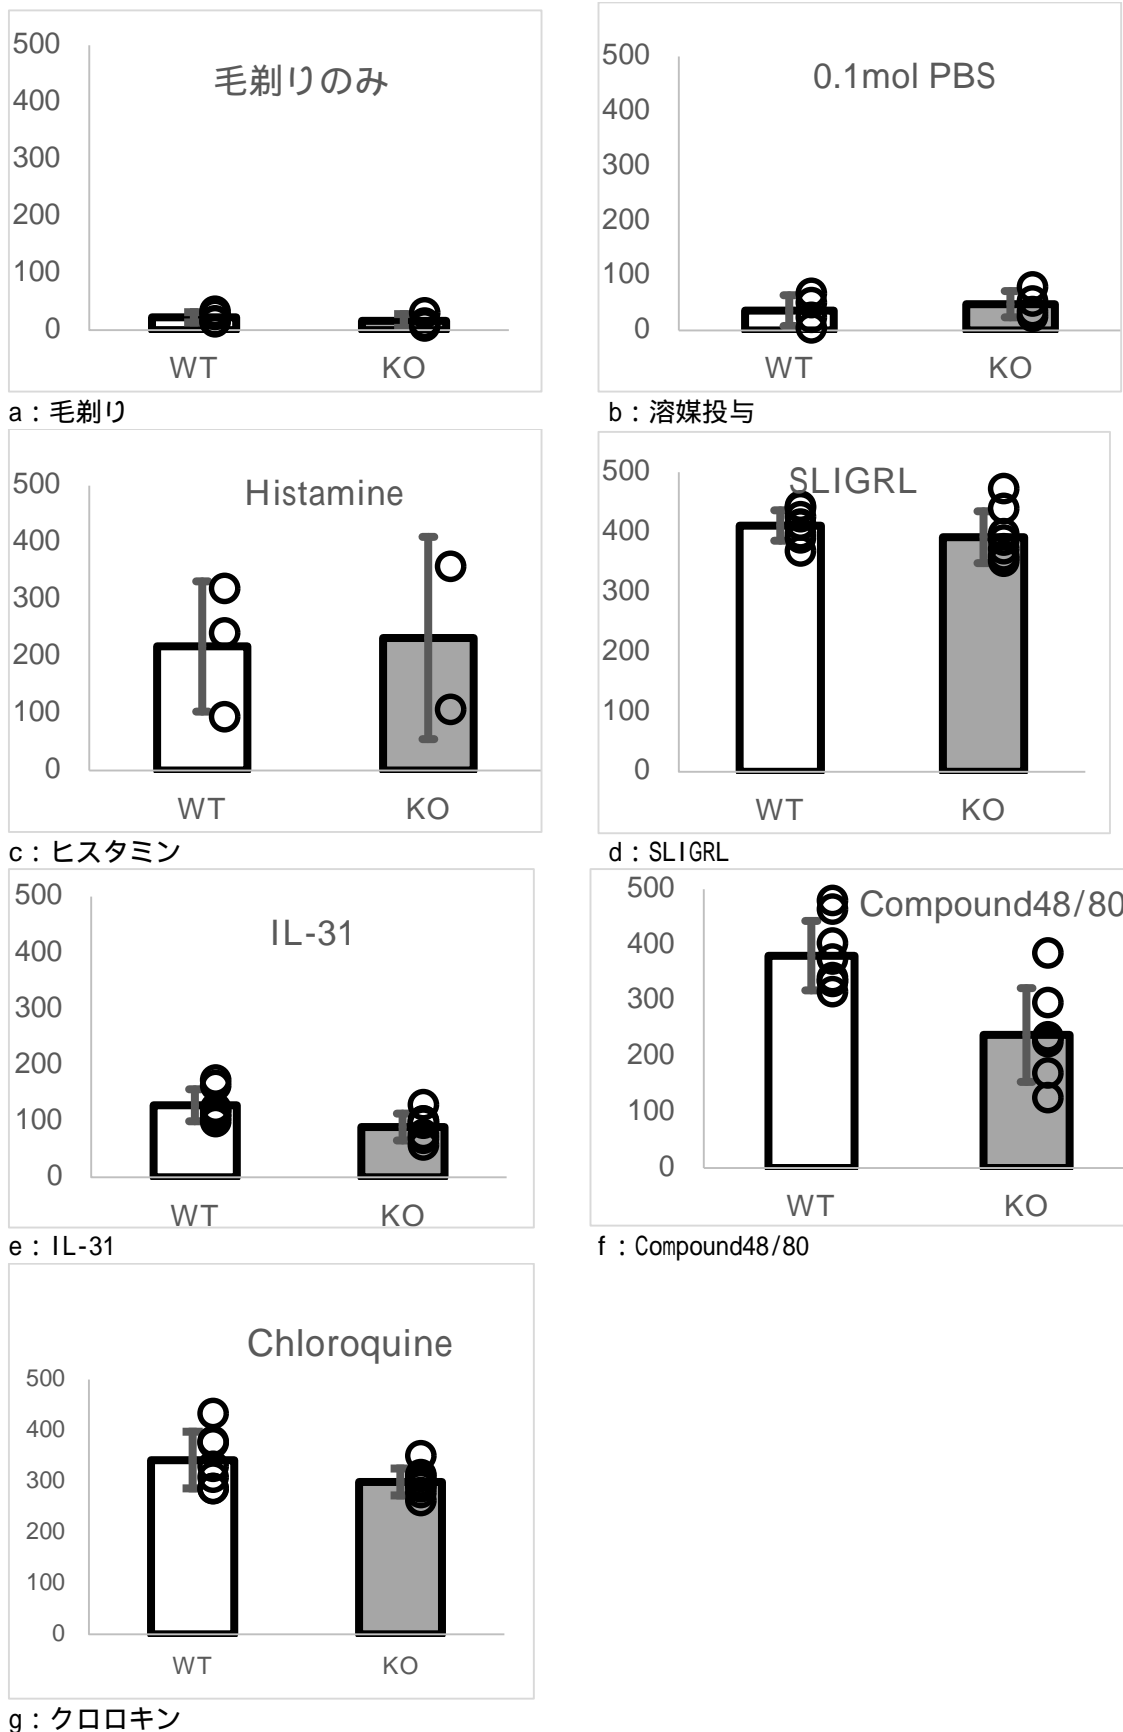 毛剃りのみ
500
400
300
200
100
0
WT KO
a：毛剃り
0.1mol PBS
500
400
300
200
100
0
WT KO
b：溶媒投与
Histamine
500
400
300
200
100
0
WT KO
c：ヒスタミン
SLIGRL
500
400
300
200
100
0
WT KO
d：SLIGRL
IL-31
500
400
300
200
100
0
WT KO
e：IL-31
Compound48/80
500
400
300
200
100
0
WT KO
f：Compound48/80
Chloroquine
500
400
300
200
100
0
WT KO
g：クロロキン